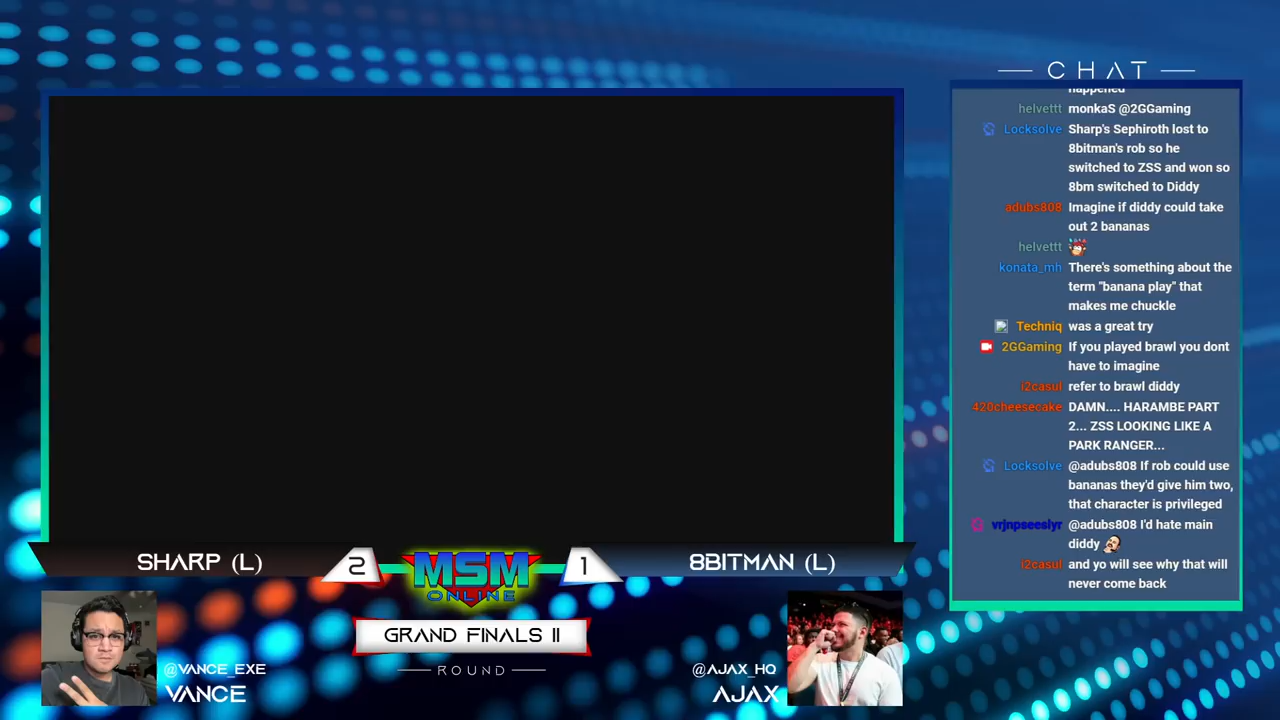 CHAT
happened
helvettt monkaS @2GGaming
Locksolve Sharp's Sephiroth lost to
8bitman's rob so he
switched to ZSS and won so
8bm switched to Diddy
adubs808 Imagine if diddy could take
out 2 bananas
helvettt
konata_mh There's something about the
term "banana play" that
makes me chuckle
Techniq was a great try
2GGaming If you played brawl you dont
have to imagine
i2casul refer to brawl diddy
420cheesecake DAMN.... HARAMBE PART
2... ZSS LOOKING LIKE A
PARK RANGER...
Locksolve @adubs808 If rob could use
bananas they'd give him two,
that character is privileged
vrjnpseeslyr @adubs808 I'd hate main
diddy
i2casul and yo will see why that will
never come back
SHARP (L) 2 MSM ONLINE 1 8BITMAN (L)
GRAND FINALS II
ROUND
@VANCE_EXE
VANCE
@AJAX_HQ
AJAX